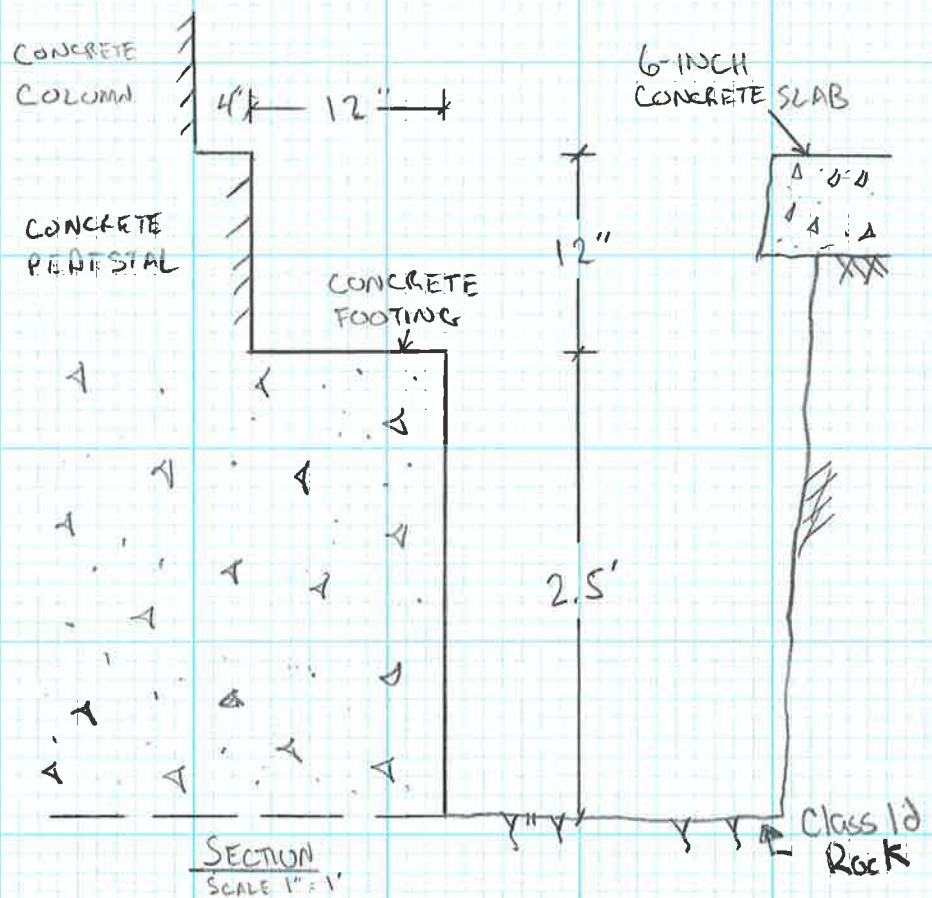 CONCRETE
COLUMN
4" 12"
6-INCH
CONCRETE SLAB
CONCRETE
PEDESTAL
12"
CONCRETE
FOOTING
2.5'
Class 1d
Rock
SECTION
SCALE 1" = 1'